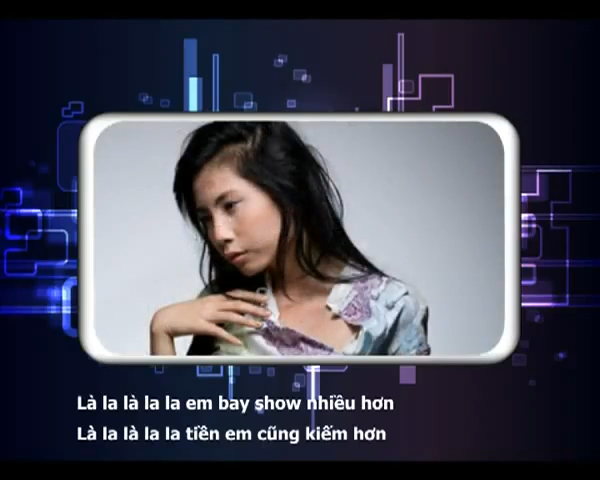 Là la là la la em bay show nhiều hơn
Là la là la la tiền em cũng kiếm hơn